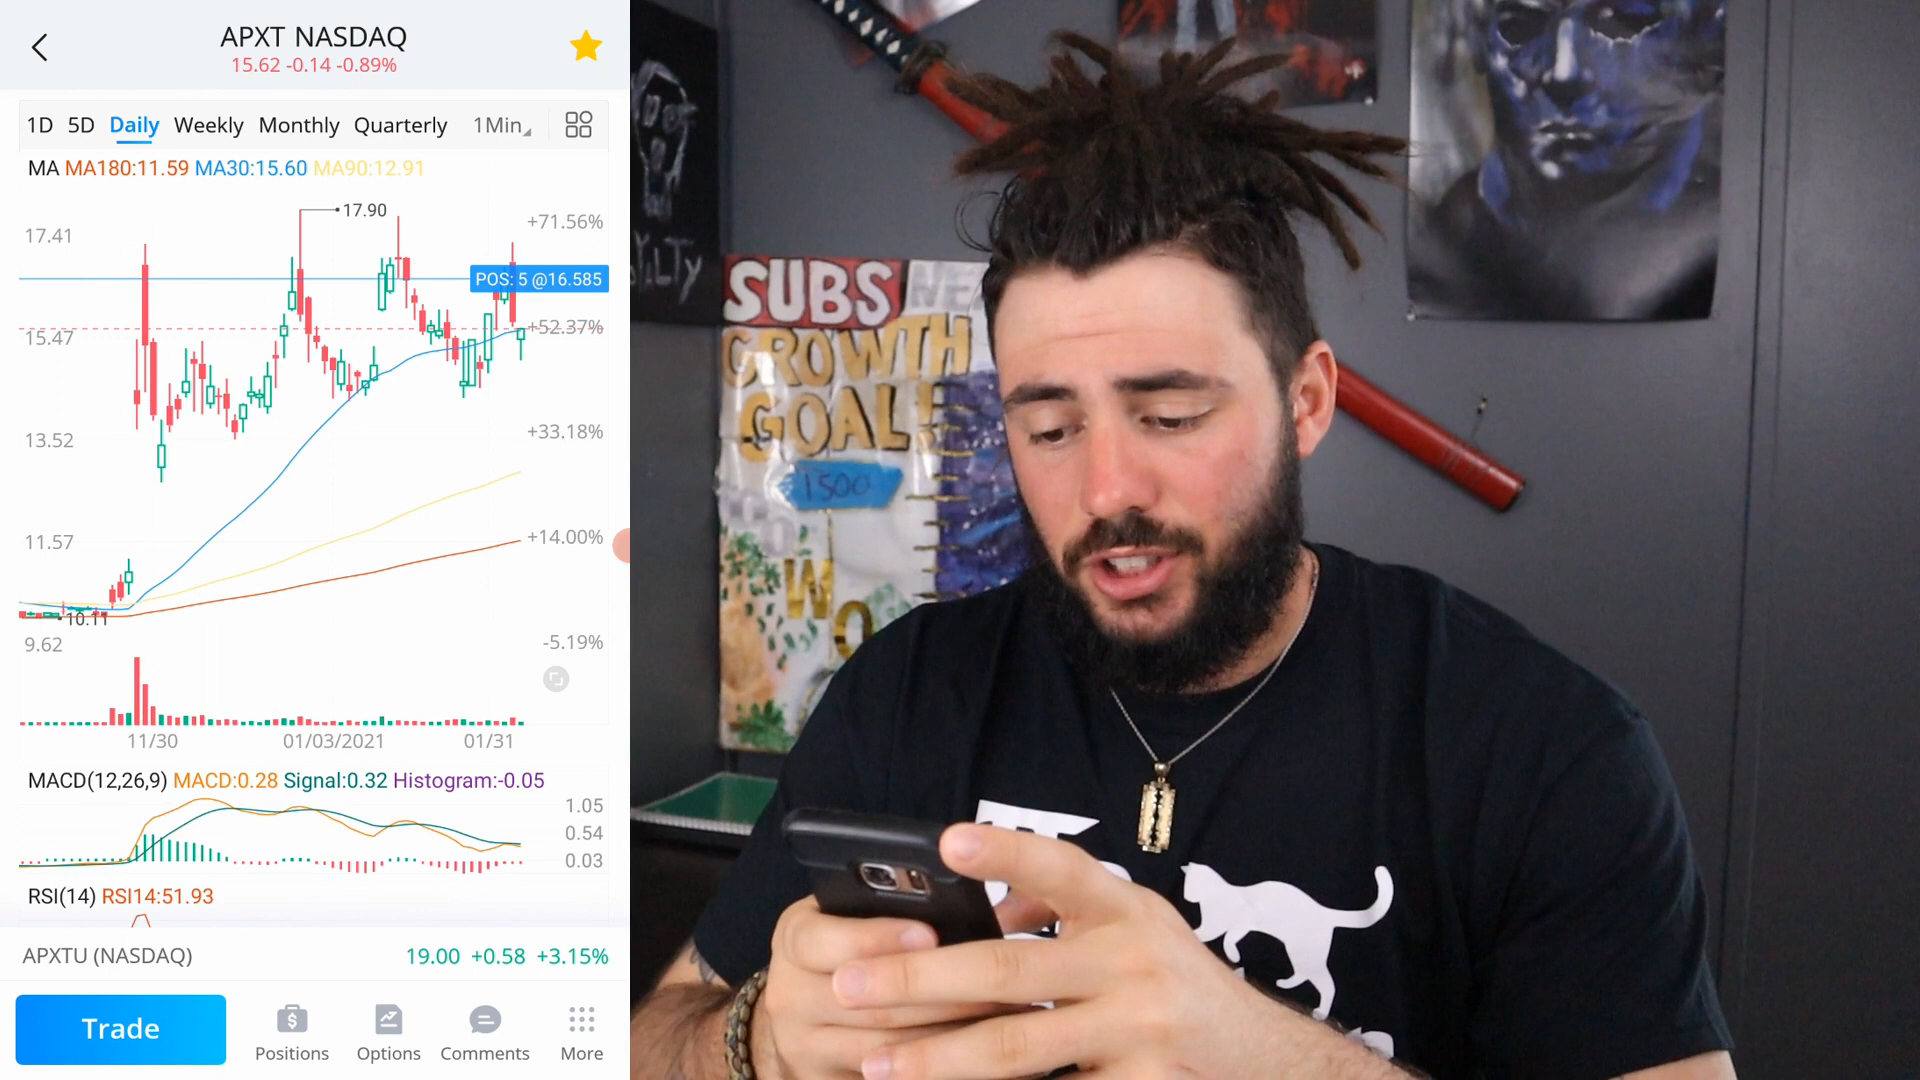 APXT NASDAQ
15.62 -0.14 -0.89%
1D 5D Daily Weekly Monthly Quarterly 1Min
MA MA180:11.59 MA30:15.60 MA90:12.91
17.90
+71.56%
17.41
POS: 5 @16.585
+52.37%
15.47
+33.18%
13.52
+14.00%
11.57
10.11
-5.19%
9.62
11/30 01/03/2021 01/31
MACD(12,26,9) MACD:0.28 Signal:0.32 Histogram:-0.05
1.05
0.54
0.03
RSI(14) RSI14:51.93
APXTU (NASDAQ) 19.00 +0.58 +3.15%
Trade
Positions Options Comments More
SUBS
GROWTH
GOAL!
1500